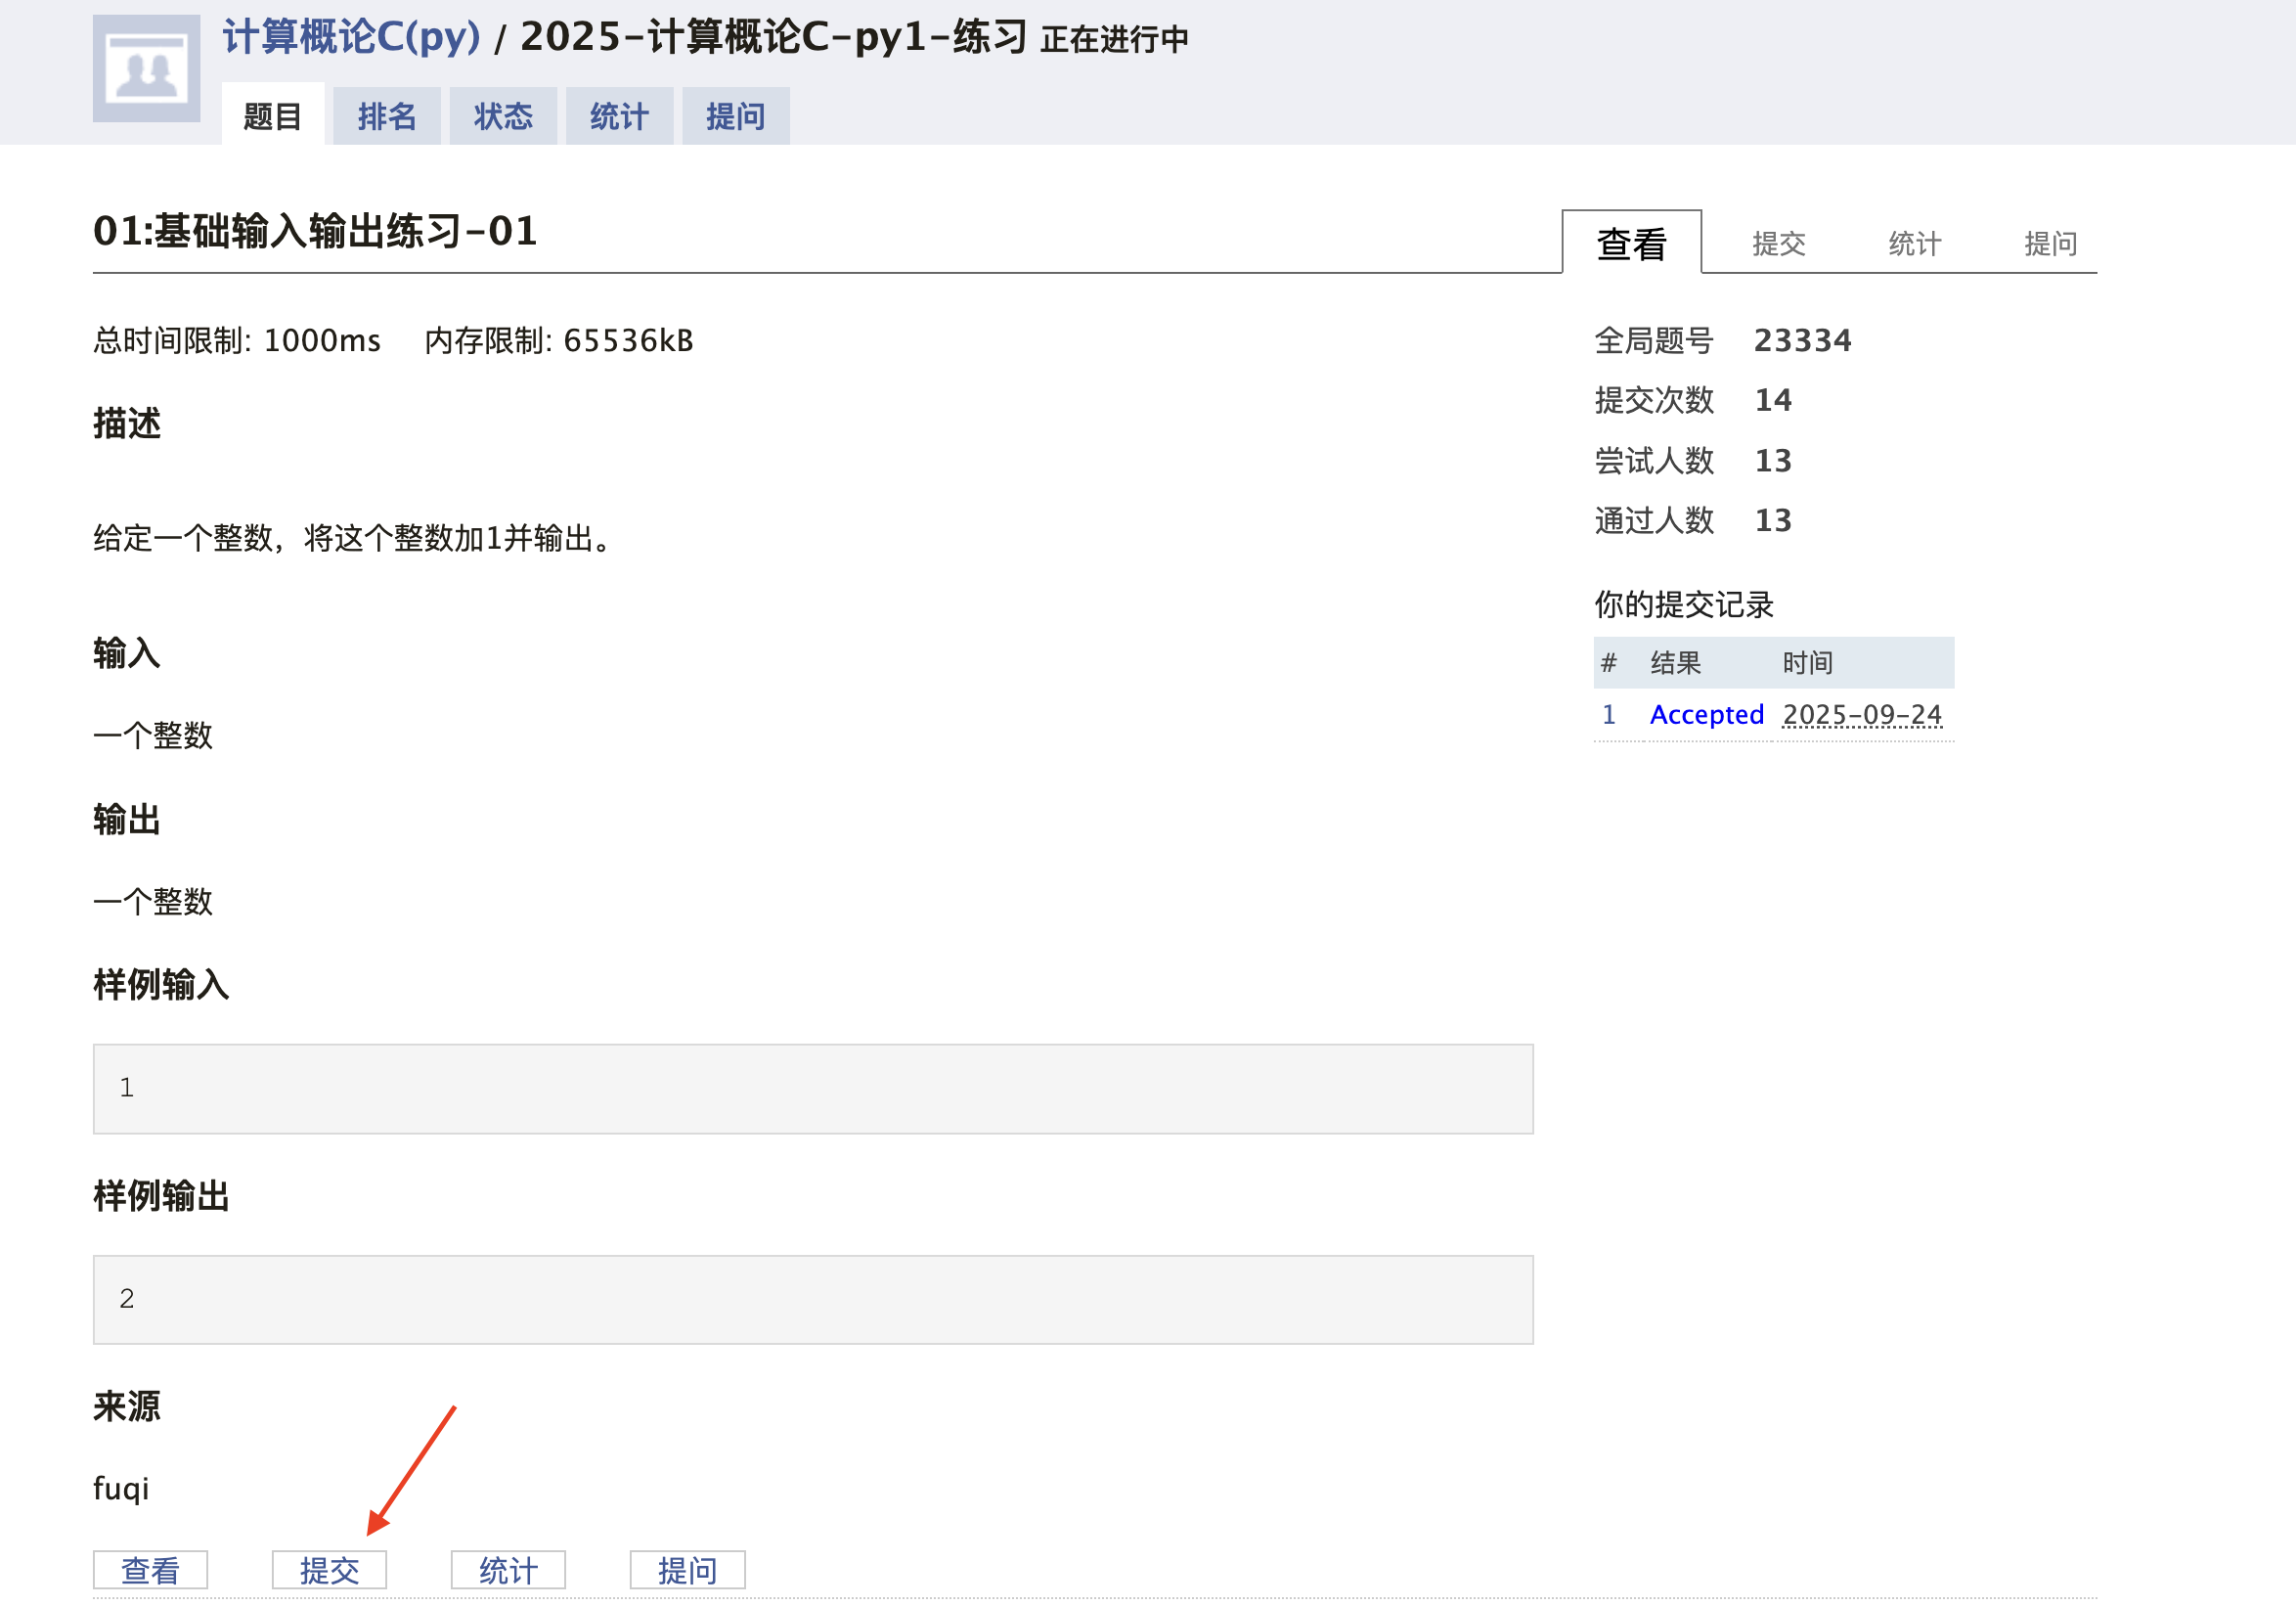 计算概论C(py) / 2025-计算概论C-py1-练习 正在进行中
题目 排名 状态 统计 提问
01:基础输入输出练习-01
查看 提交 统计 提问
总时间限制: 1000ms 内存限制: 65536kB
描述
给定一个整数，将这个整数加1并输出。
输入
一个整数
输出
一个整数
样例输入
1
样例输出
2
来源
fuqi
查看 提交 统计 提问
全局题号 23334
提交次数 14
尝试人数 13
通过人数 13
你的提交记录
# 结果 时间
1 Accepted 2025-09-24